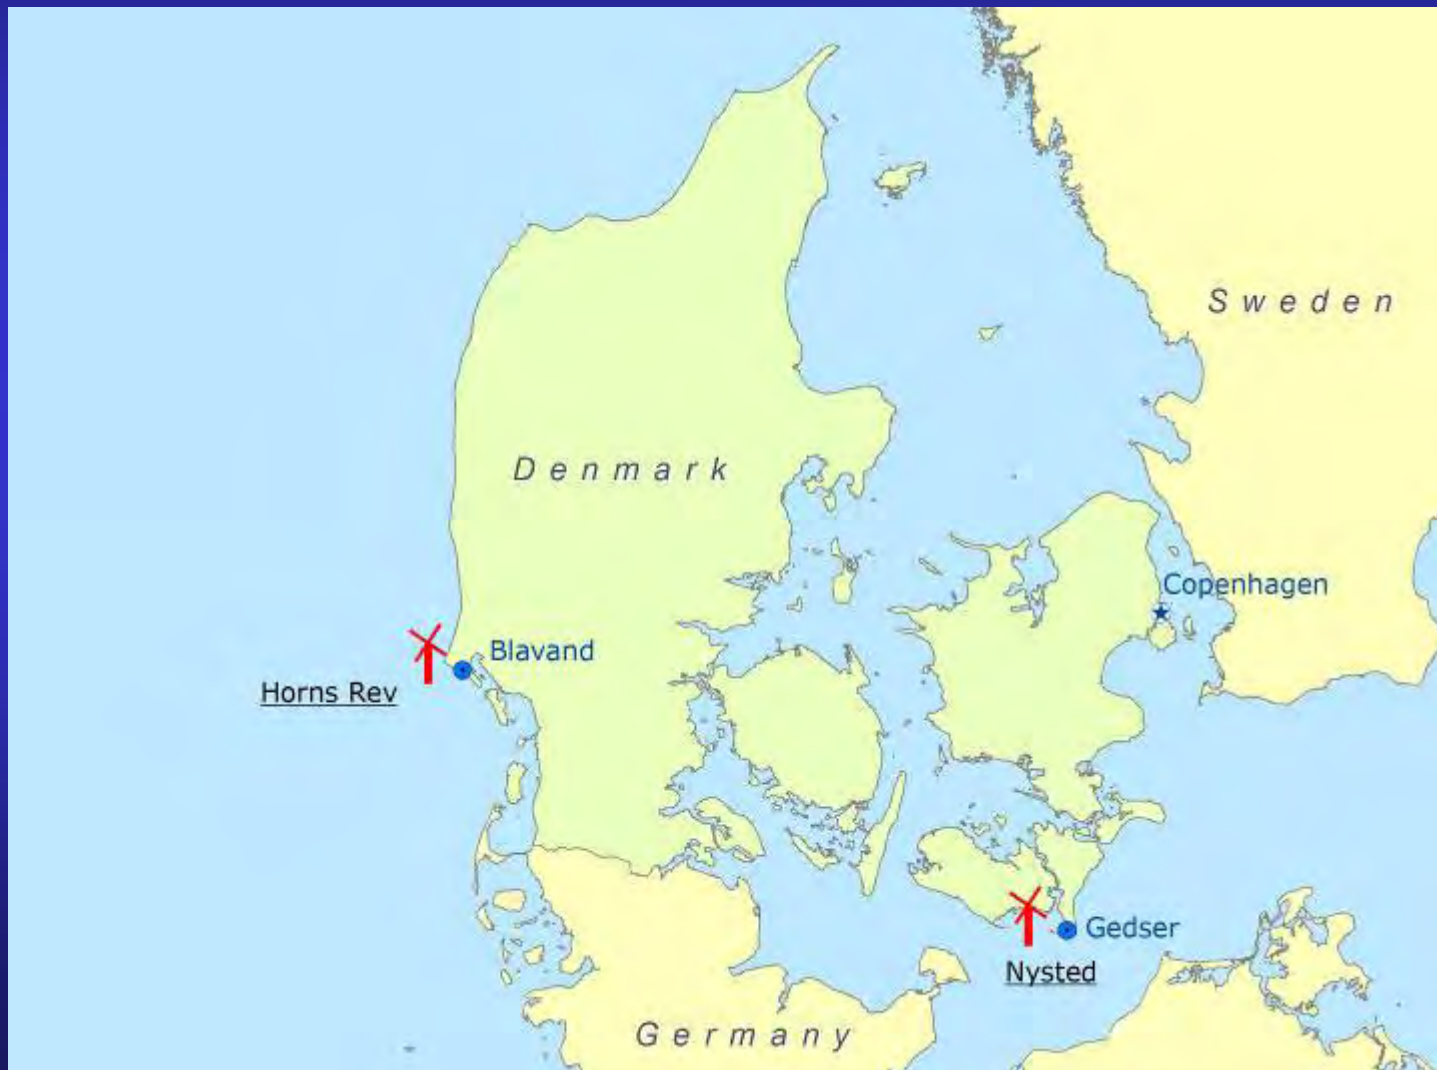 Sweden
Denmark
Copenhagen
Blavand
Horns Rev
Gedser
Nysted
Germany